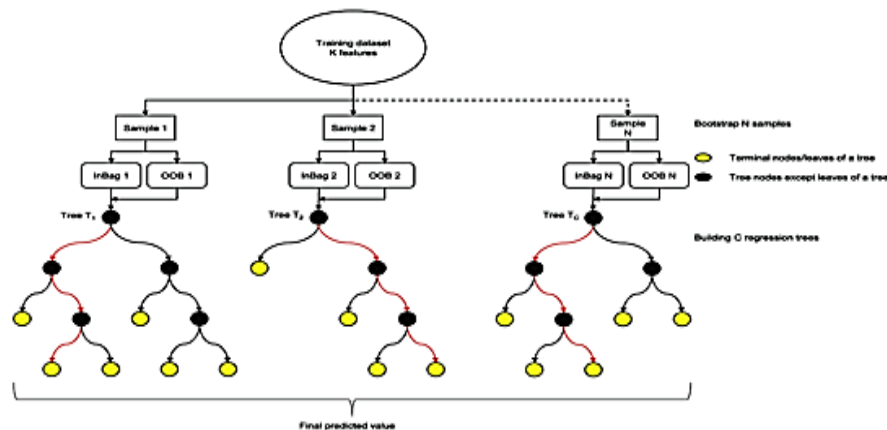 Training dataset
K features
Sample 1
Sample 2
Sample
N
Bootstrap N samples
Terminal nodes/leaves of a tree
InBag 1
OOB 1
InBag 2
OOB 2
InBag N
OOB N
Tree nodes except leaves of a tree
Tree T₁
Tree T₂
Tree T_C
Building C regression trees
Final predicted value